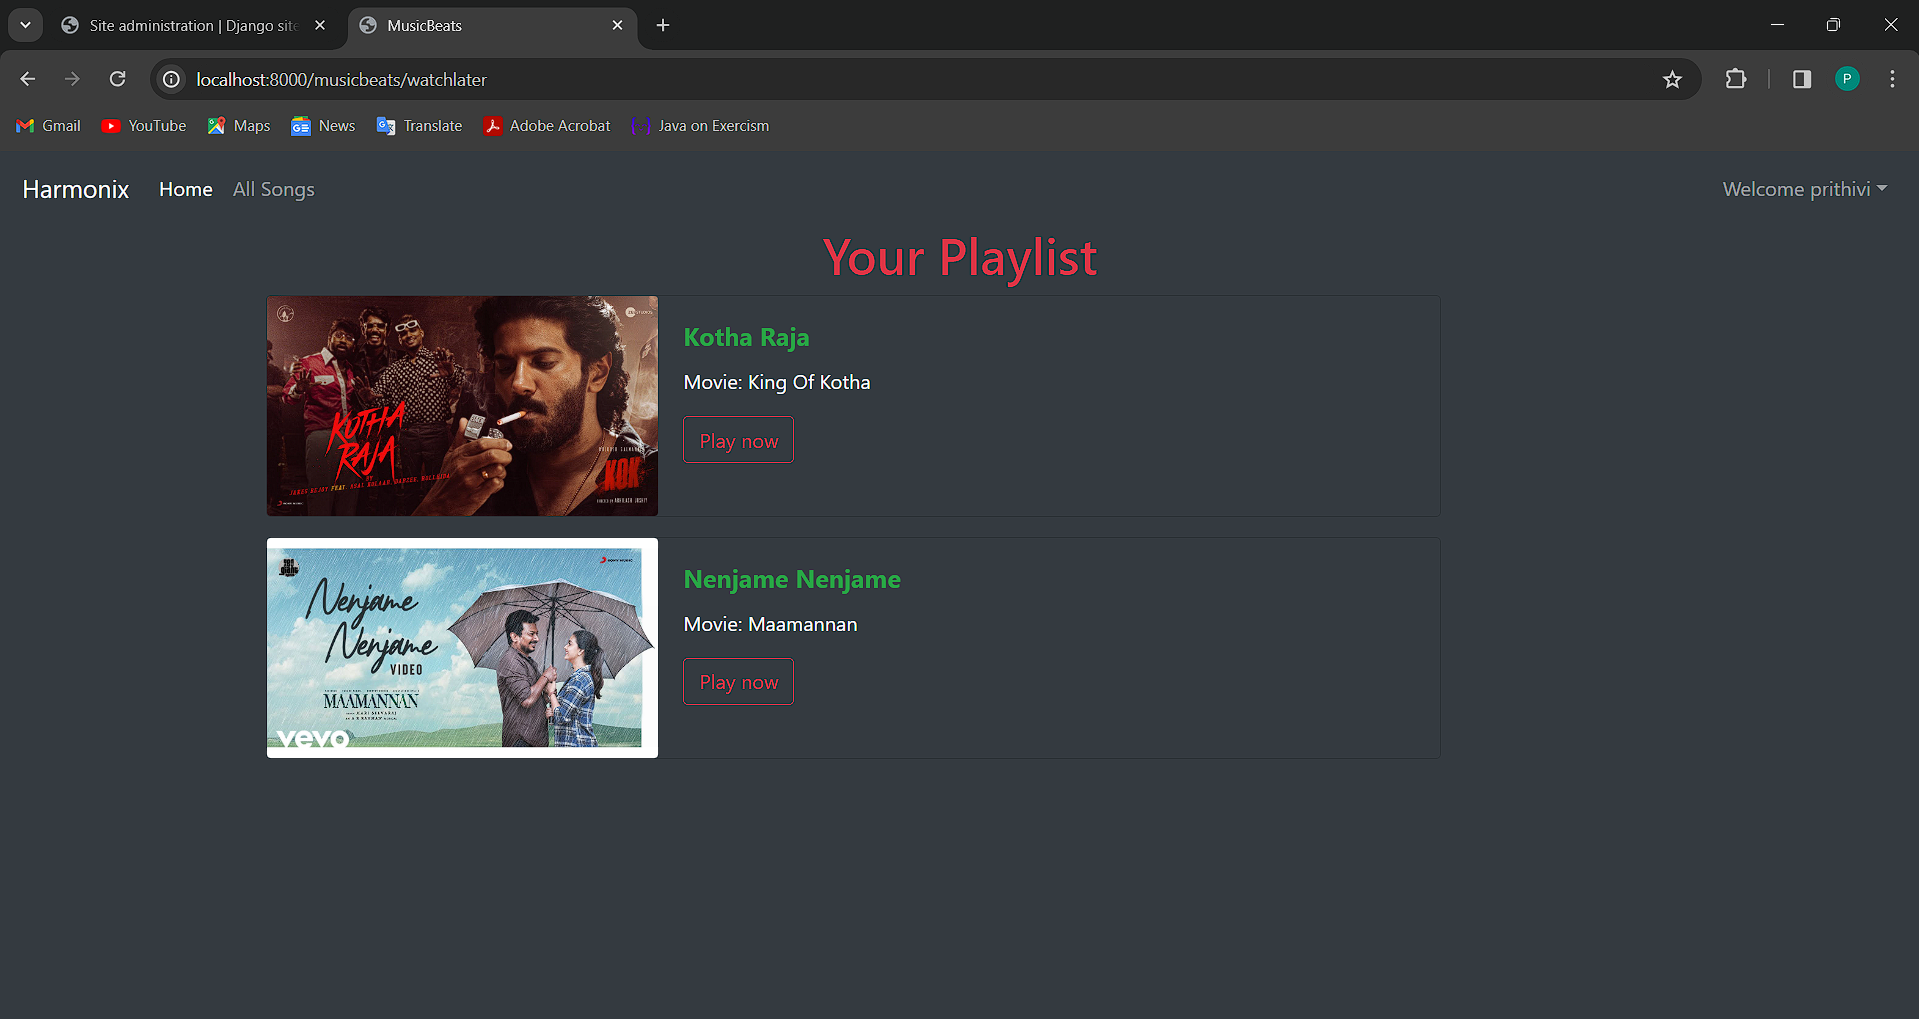 Site administration | Django site
MusicBeats
localhost:8000/musicbeats/watchlater
P
Gmail
YouTube
Maps
News
Translate
Adobe Acrobat
Java on Exercism
Harmonix
Home
All Songs
Welcome prithivi
Your Playlist
KOTHA
RAJA
KOK
Kotha Raja
Movie: King Of Kotha
Play now
SONY MUSIC
Nenjame
Nenjame
VIDEO
MAAMANNAN
vevo
Nenjame Nenjame
Movie: Maamannan
Play now